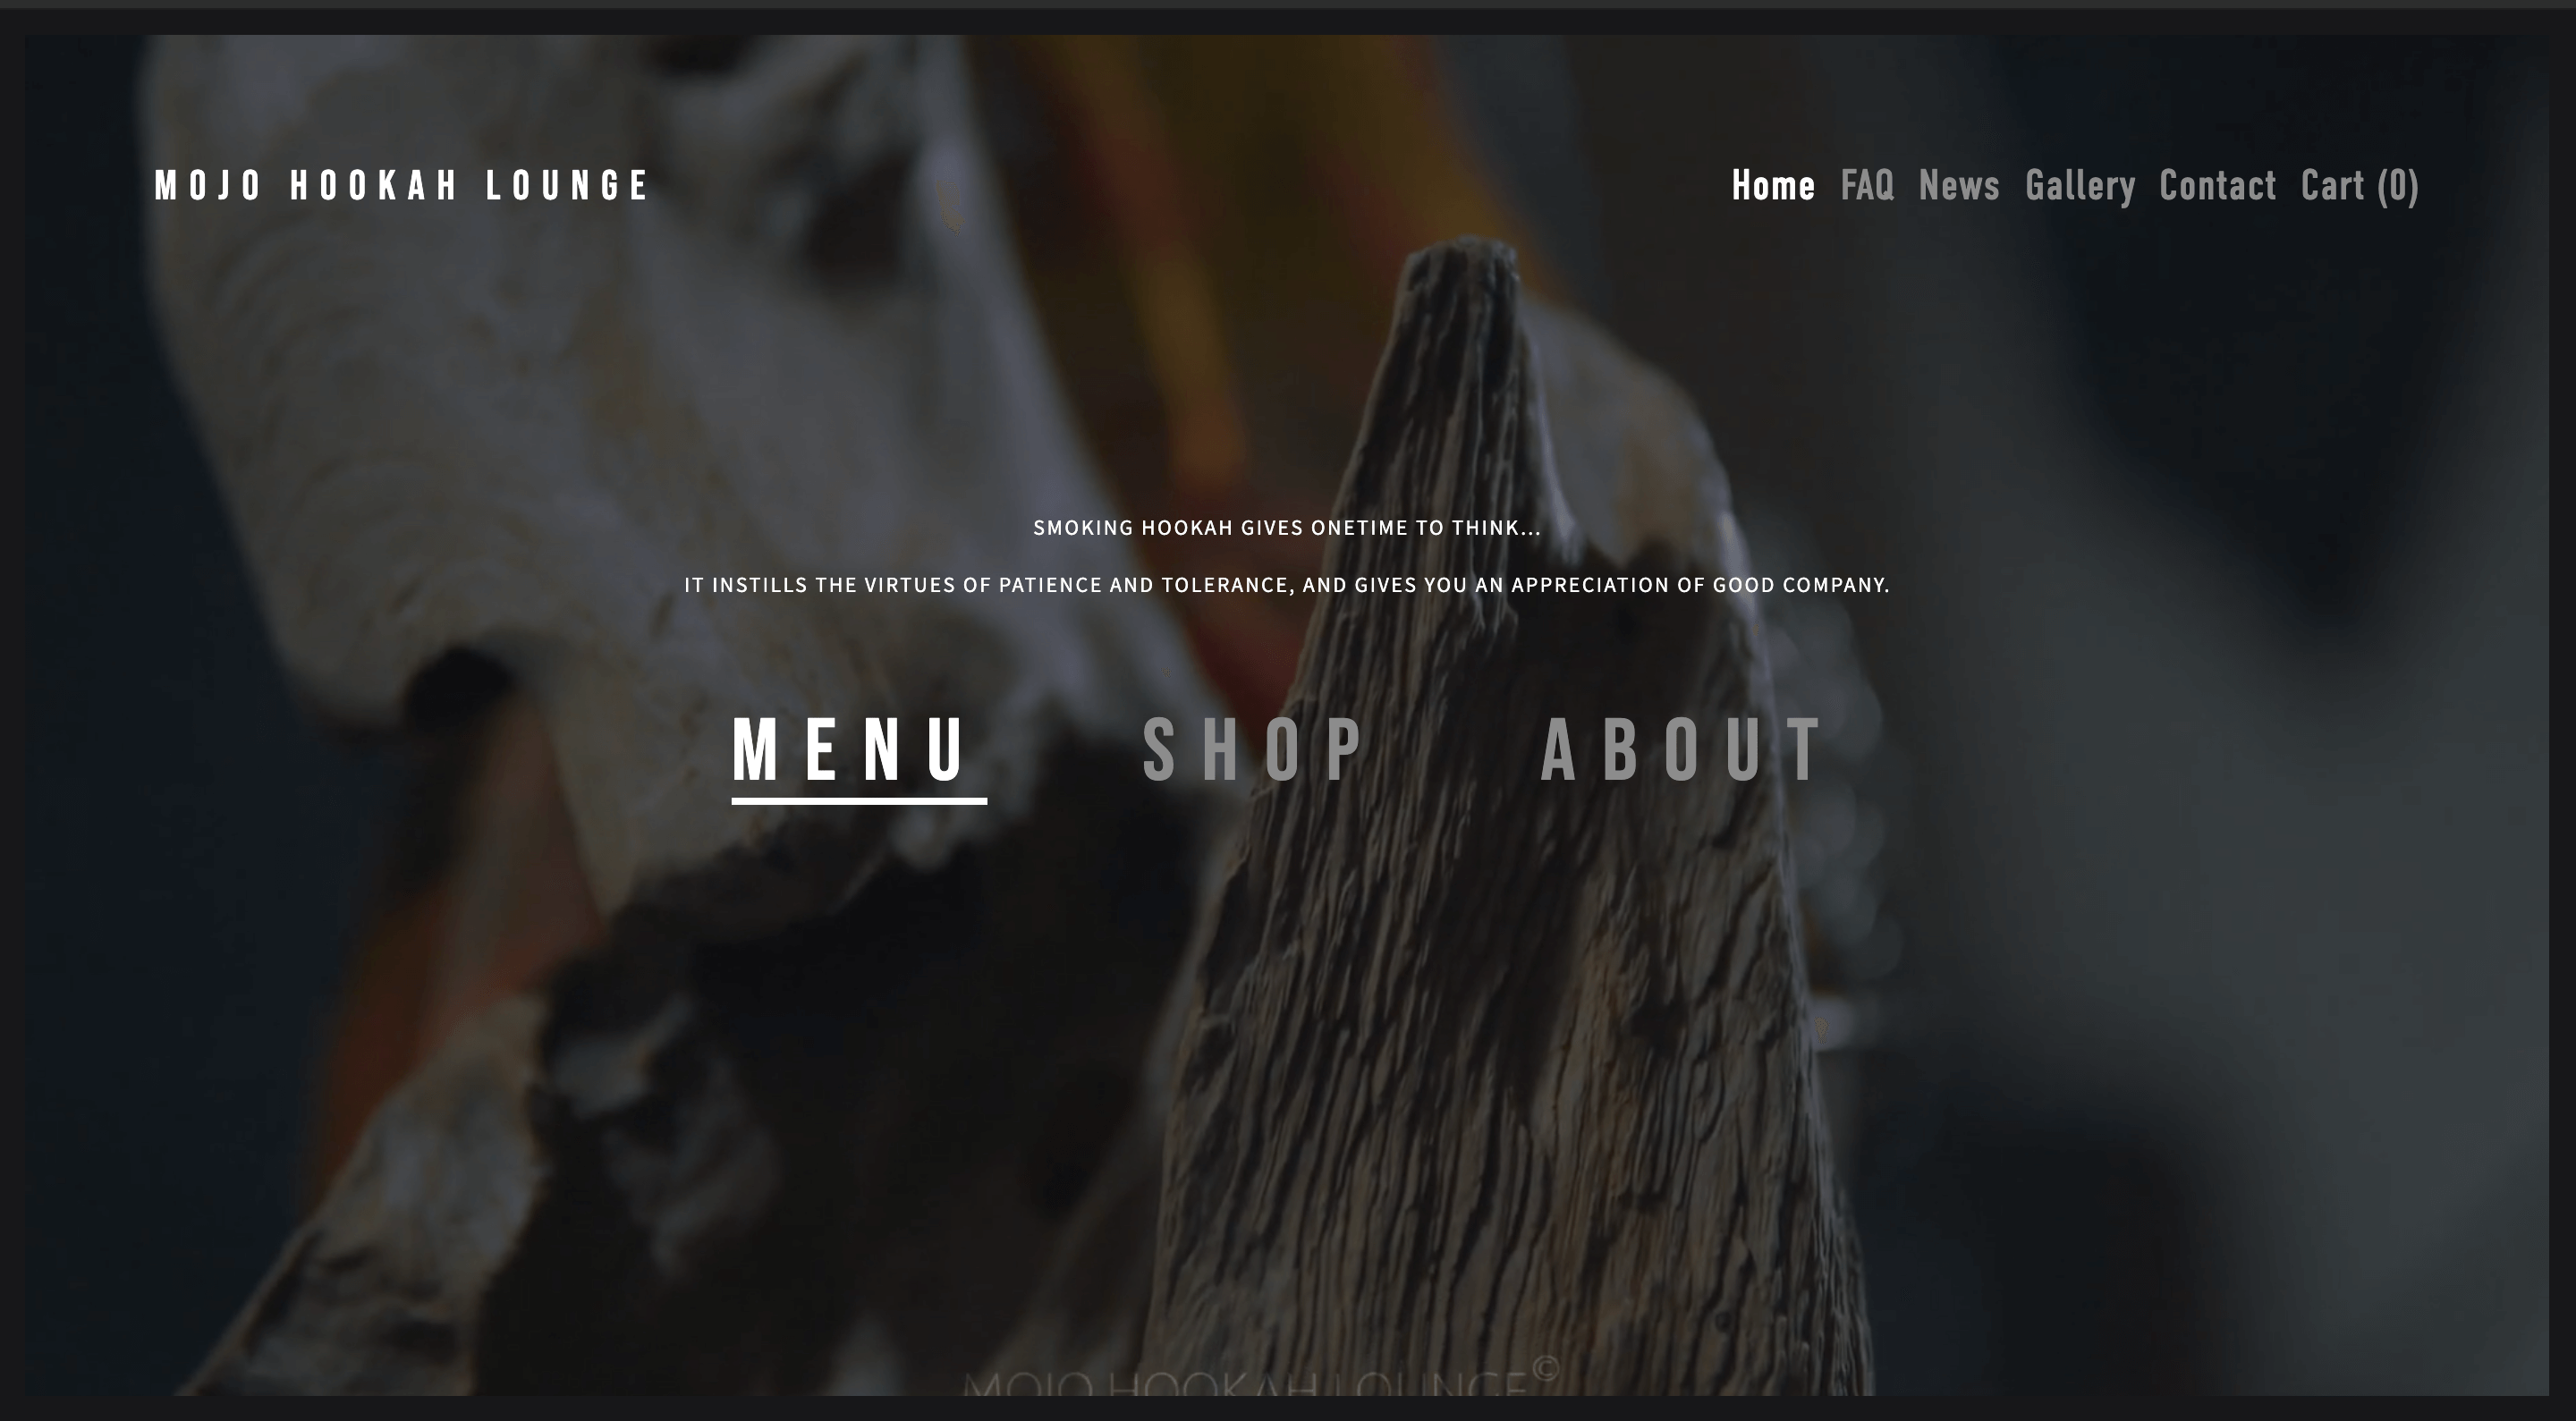 MOJO HOOKAH LOUNGE
Home FAQ News Gallery Contact Cart (0)
SMOKING HOOKAH GIVES ONETIME TO THINK...
IT INSTILLS THE VIRTUES OF PATIENCE AND TOLERANCE, AND GIVES YOU AN APPRECIATION OF GOOD COMPANY.
MENU SHOP ABOUT
MOJO HOOKAH LOUNGE©